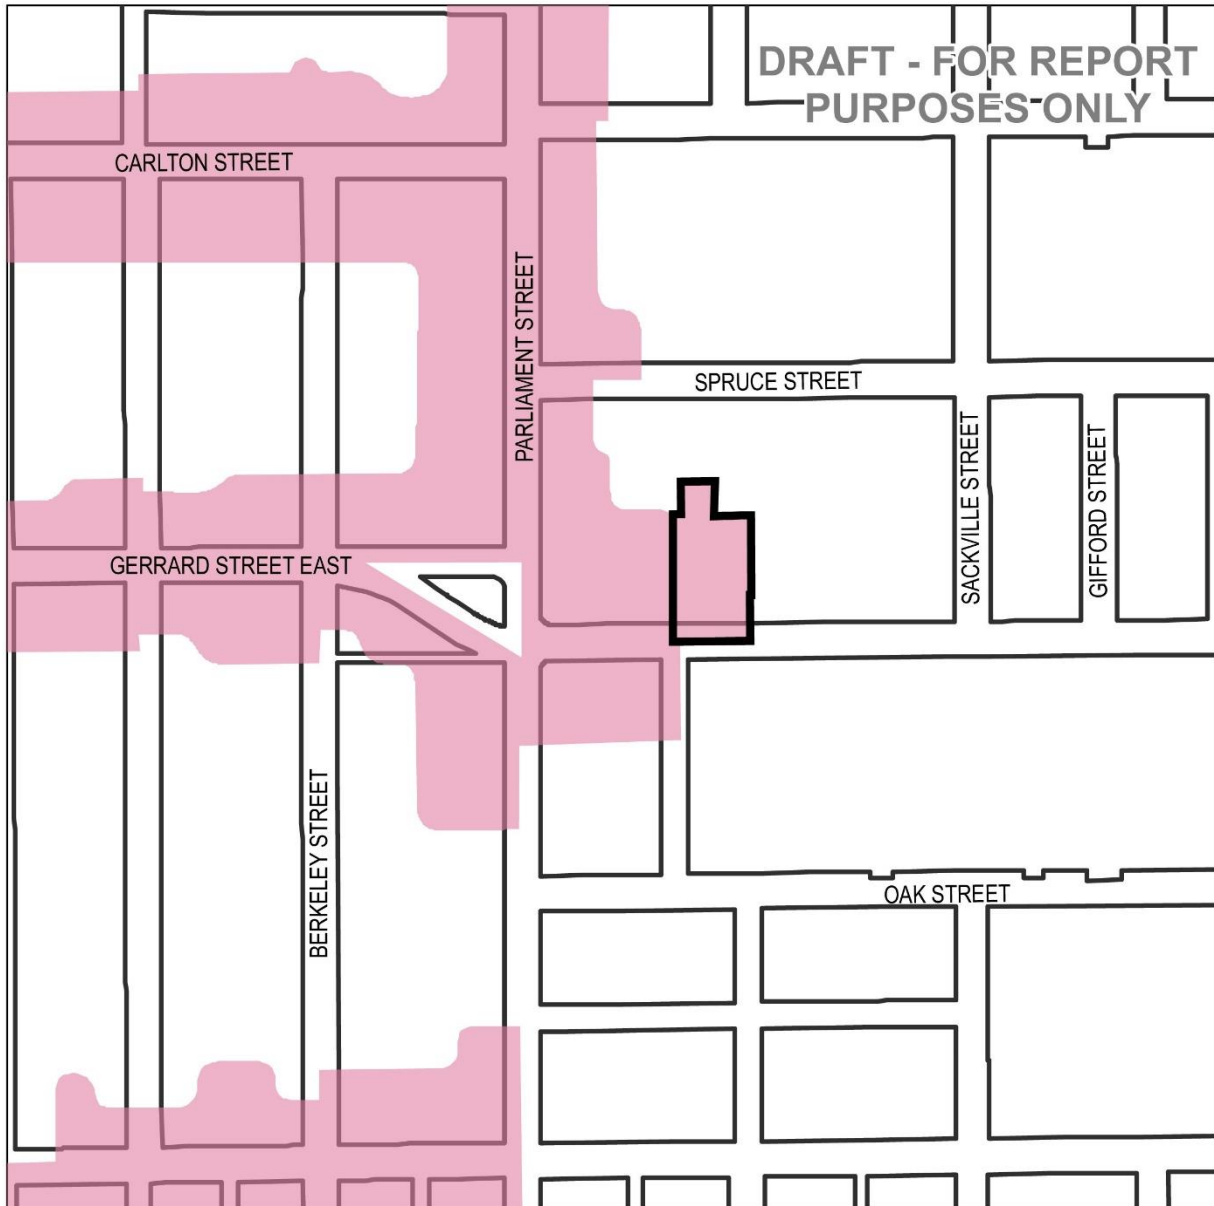 DRAFT - FOR REPORT
PURPOSES ONLY
CARLTON STREET
PARLIAMENT STREET
SPRUCE STREET
SACKVILLE STREET
GIFFORD STREET
GERRARD STREET EAST
BERKELEY STREET
OAK STREET